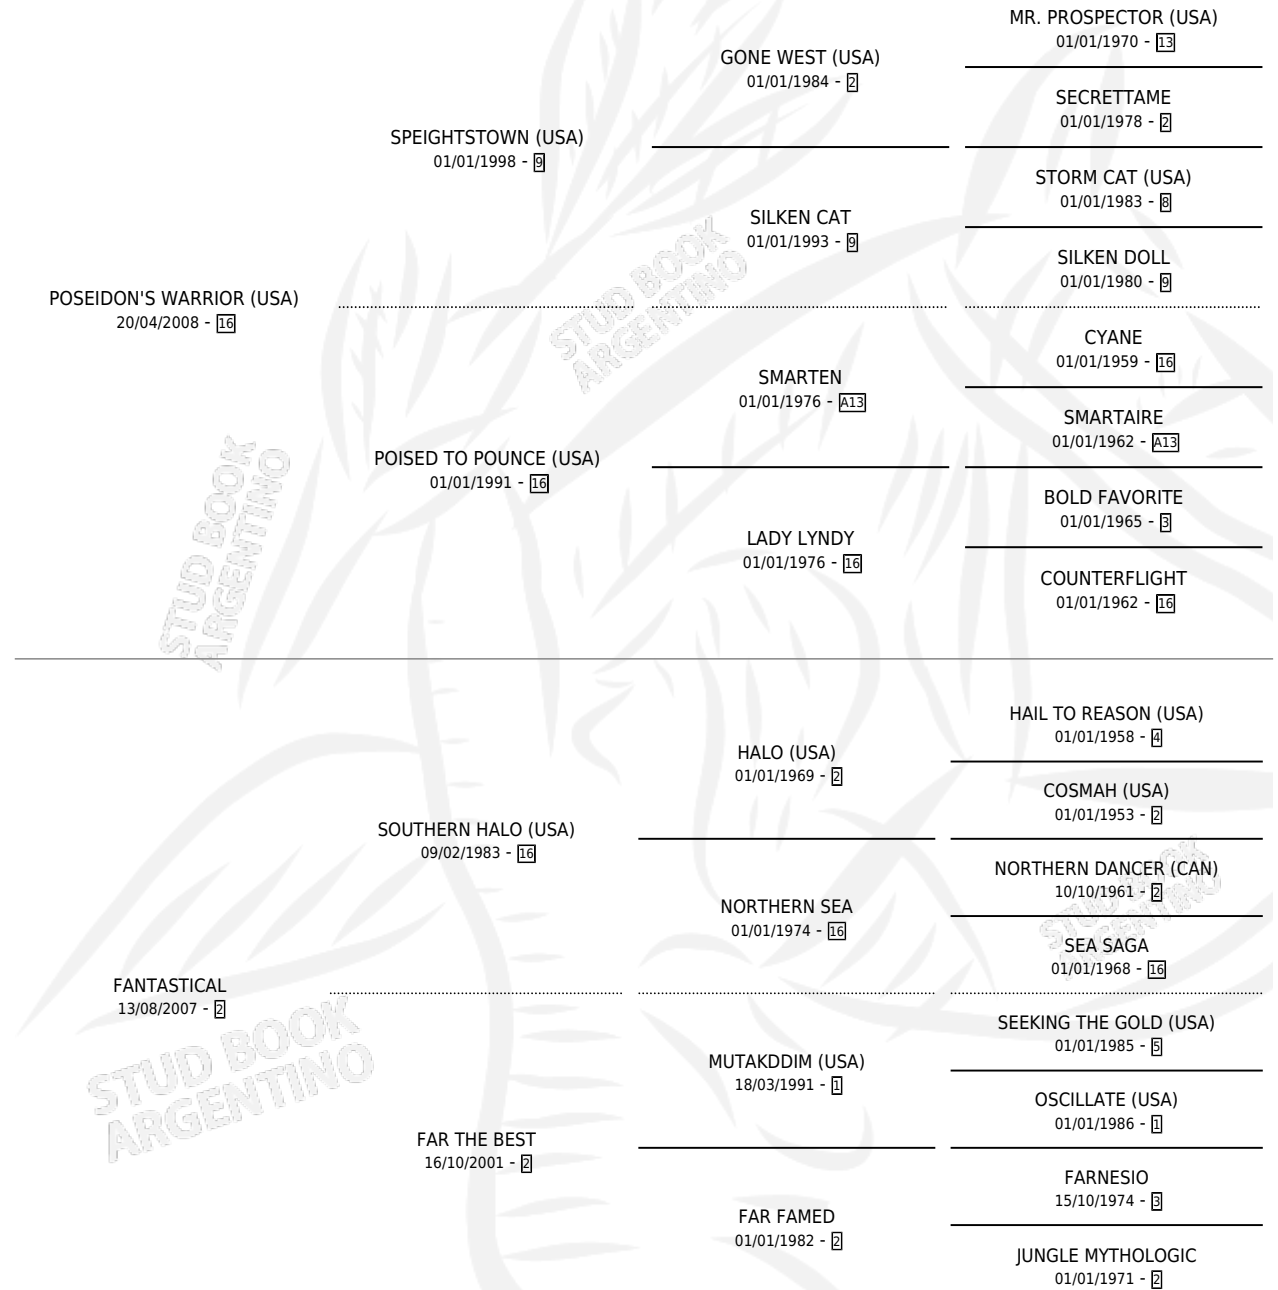 MR. PROSPECTOR (USA)
01/01/1970 - 13
GONE WEST (USA)
01/01/1984 - 2
SECRETTAME
01/01/1978 - 2
SPEIGHTSTOWN (USA)
01/01/1998 - 9
STORM CAT (USA)
01/01/1983 - 8
SILKEN CAT
01/01/1993 - 9
SILKEN DOLL
01/01/1980 - 9
POSEIDON'S WARRIOR (USA)
20/04/2008 - 16
CYANE
01/01/1959 - 16
SMARTEN
01/01/1976 - A13
SMARTAIRE
01/01/1962 - A13
POISED TO POUNCE (USA)
01/01/1991 - 16
BOLD FAVORITE
01/01/1965 - 3
LADY LYNDY
01/01/1976 - 16
COUNTERFLIGHT
01/01/1962 - 16
HAIL TO REASON (USA)
01/01/1958 - 4
HALO (USA)
01/01/1969 - 2
COSMAH (USA)
01/01/1953 - 2
SOUTHERN HALO (USA)
09/02/1983 - 16
NORTHERN DANCER (CAN)
10/10/1961 - 2
NORTHERN SEA
01/01/1974 - 16
SEA SAGA
01/01/1968 - 16
FANTASTICAL
13/08/2007 - 2
SEEKING THE GOLD (USA)
01/01/1985 - 5
MUTAKDDIM (USA)
18/03/1991 - 1
OSCILLATE (USA)
01/01/1986 - 1
FAR THE BEST
16/10/2001 - 2
FARNESIO
15/10/1974 - 3
FAR FAMED
01/01/1982 - 2
JUNGLE MYTHOLOGIC
01/01/1971 - 2
STUD BOOK
ARGENTINO
STUD BOOK
ARGENTINO
STUD BOOK
ARGENTINO
STUD BOOK
ARGENTINO